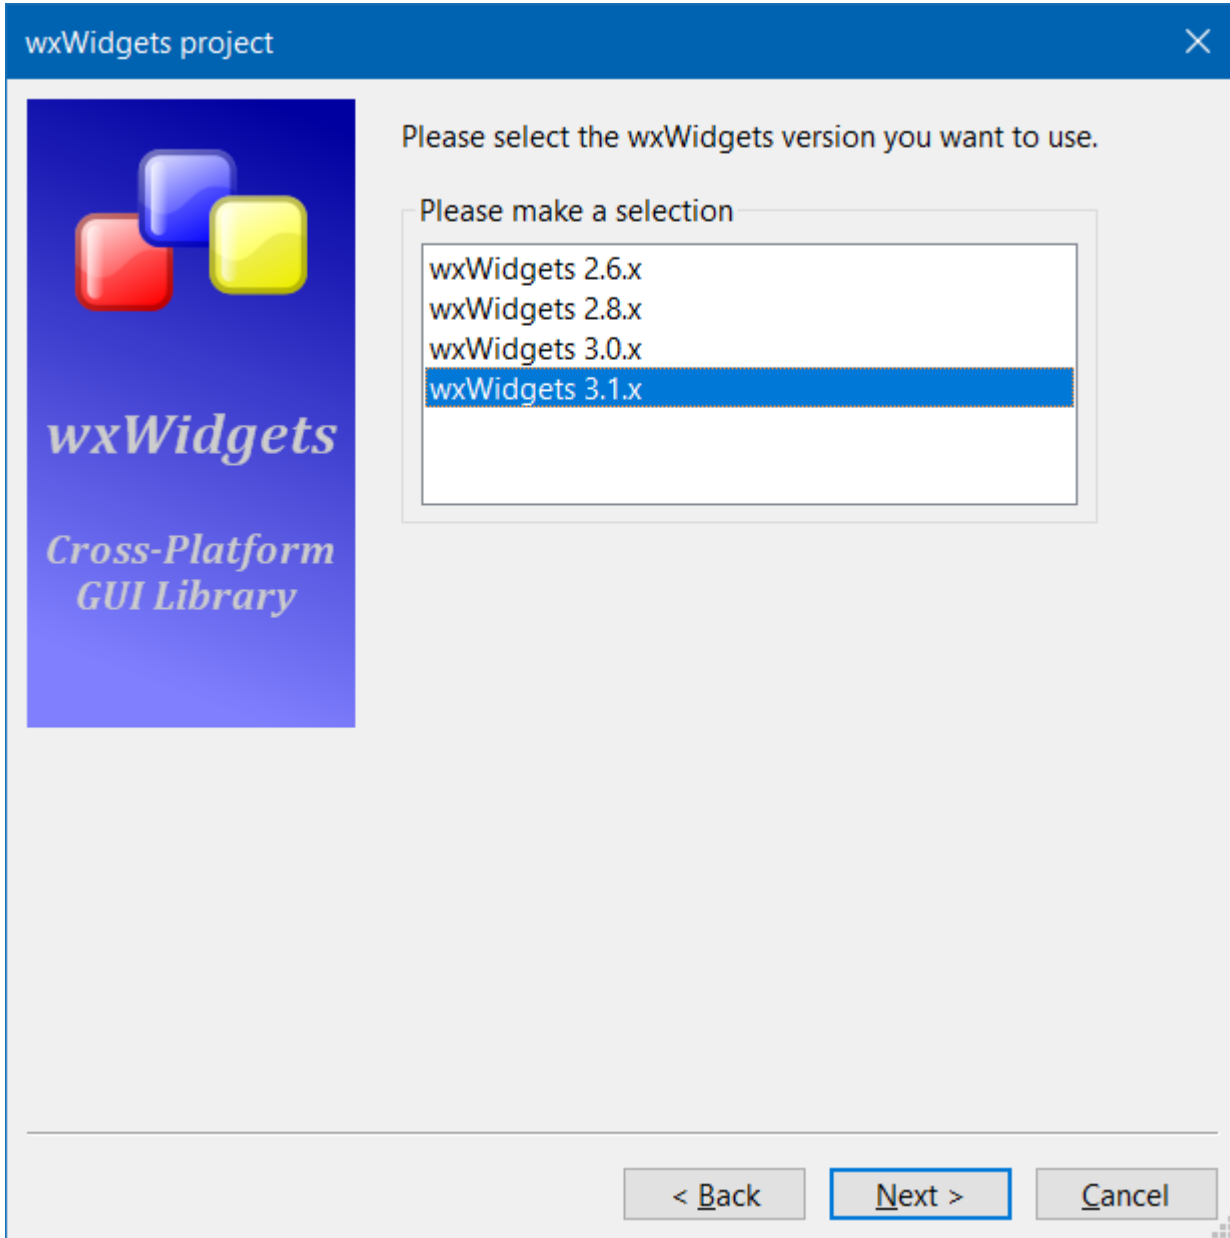 wxWidgets project
wxWidgets
Cross-Platform
GUI Library
Please select the wxWidgets version you want to use.
Please make a selection
wxWidgets 2.6.x
wxWidgets 2.8.x
wxWidgets 3.0.x
wxWidgets 3.1.x
< Back Next > Cancel